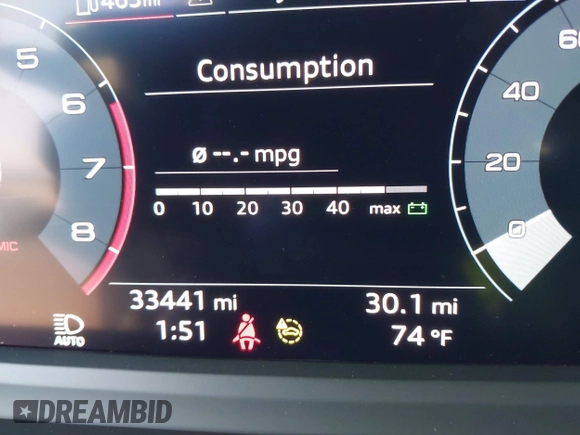 Consumption
Ø --.- mpg
0 10 20 30 40 max
5
6
7
8
60
40
20
0
33441 mi
30.1 mi
AUTO
1:51
74 °F
DREAMBID